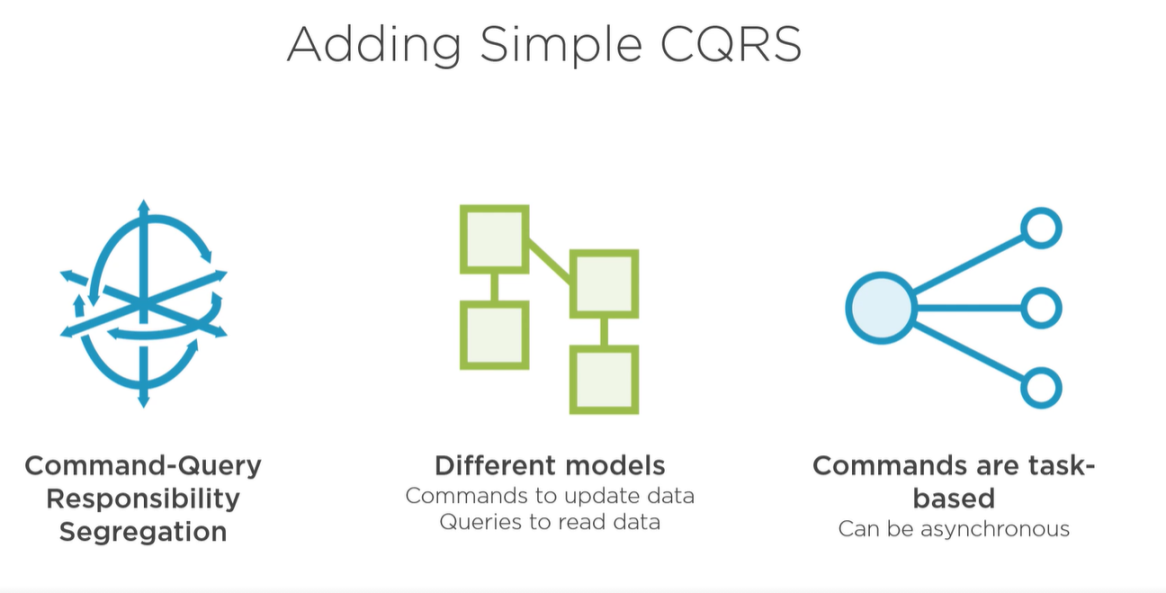 Adding Simple CQRS
Command-Query
Responsibility
Segregation
Different models
Commands to update data
Queries to read data
Commands are task-
based
Can be asynchronous